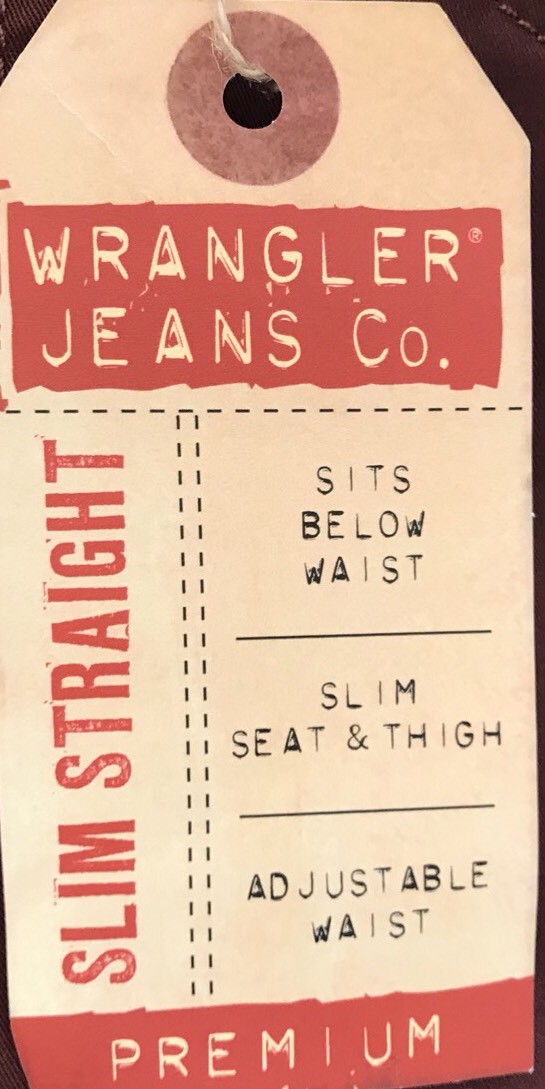 WRANGLER®
JEANS CO.
SLIM STRAIGHT
SITS
BELOW
WAIST
SLIM
SEAT & THIGH
ADJUSTABLE
WAIST
PREMIUM